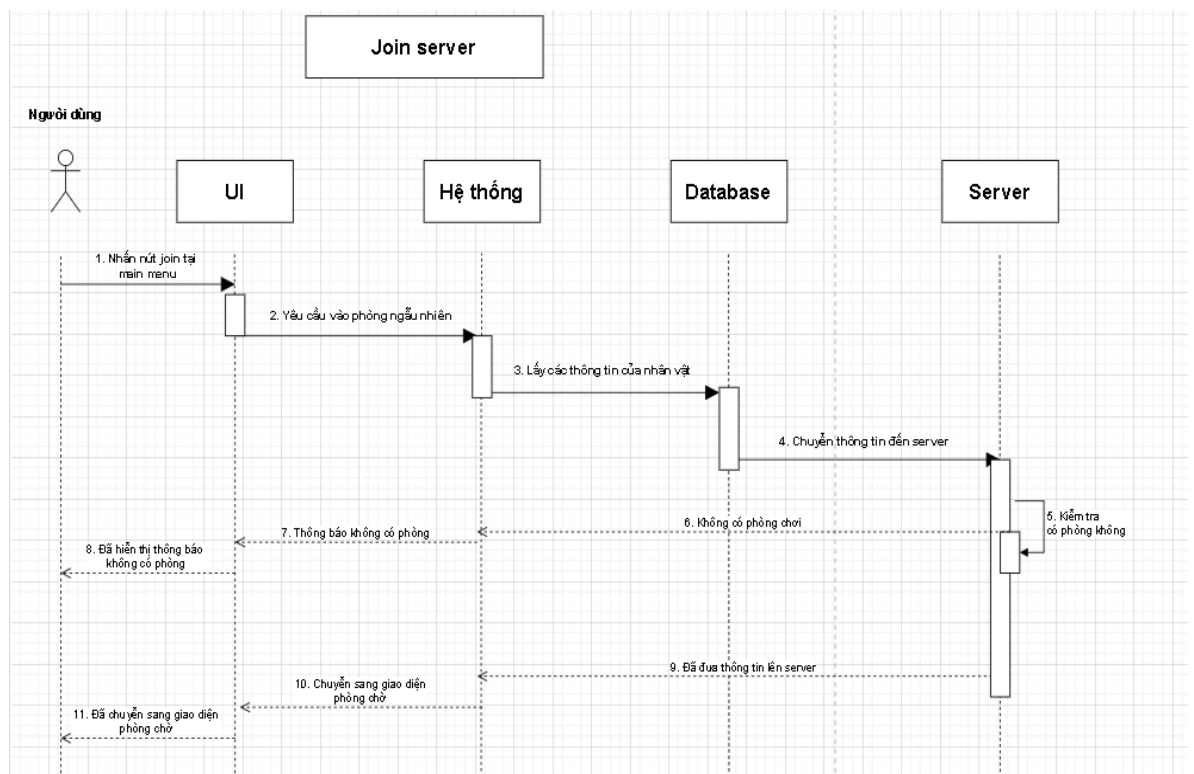 Join server
Người dùng
UI
Hệ thống
Database
Server
1. Nhấn nút join tại
main menu
2. Yêu cầu vào phòng ngẫu nhiên
3. Lấy các thông tin của nhân vật
4. Chuyển thông tin đến server
5. Kiểm tra
có phòng không
6. Không có phòng chơi
7. Thông báo không có phòng
8. Đã hiển thị thông báo
không có phòng
9. Đã đưa thông tin lên server
10. Chuyển sang giao diện
phòng chờ
11. Đã chuyển sang giao diện
phòng chờ